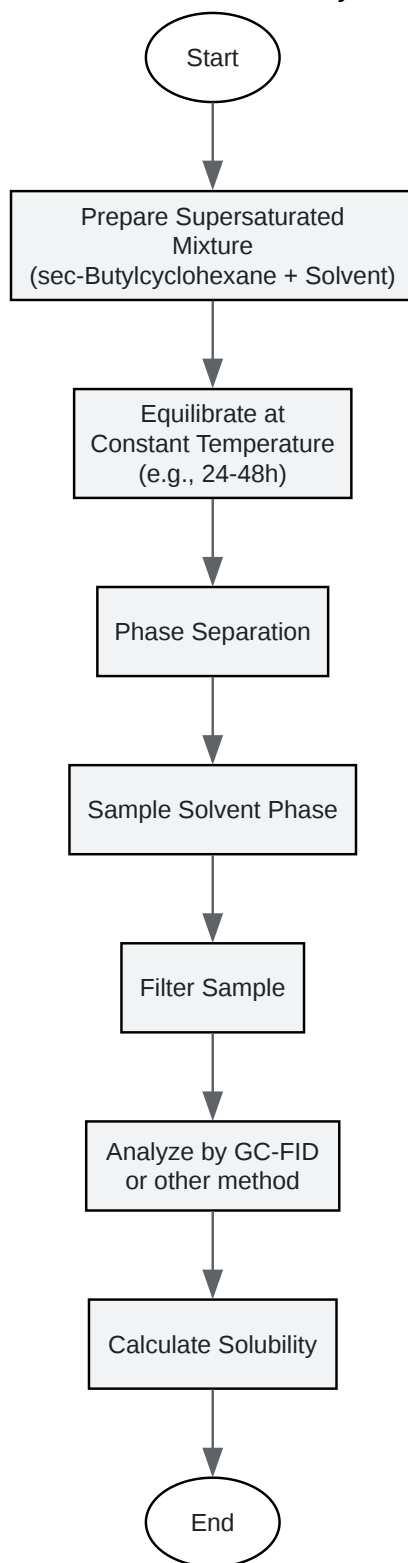 Start
Prepare Supersaturated
Mixture
(sec-Butylcyclohexane + Solvent)
Equilibrate at
Constant Temperature
(e.g., 24-48h)
Phase Separation
Sample Solvent Phase
Filter Sample
Analyze by GC-FID
or other method
Calculate Solubility
End